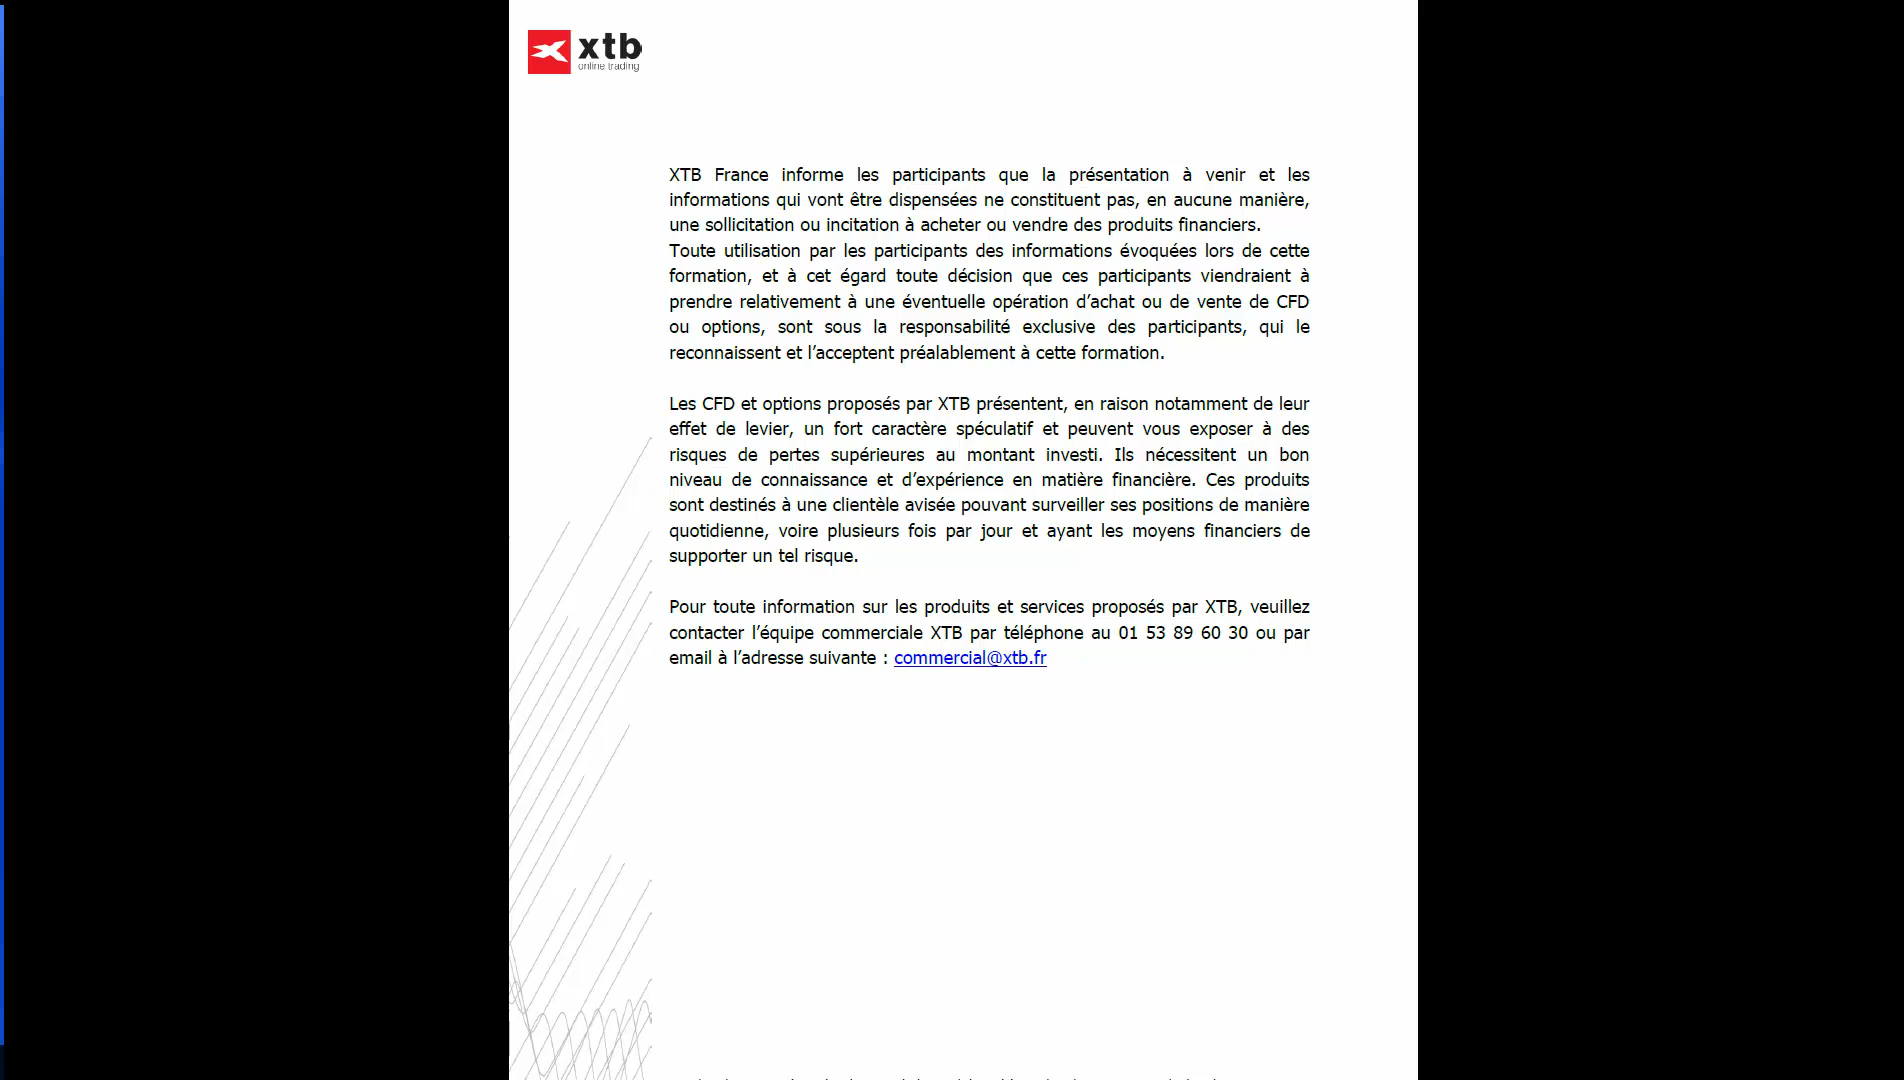 xtb
online trading
XTB France informe les participants que la présentation à venir et les
informations qui vont être dispensées ne constituent pas, en aucune manière,
une sollicitation ou incitation à acheter ou vendre des produits financiers.
Toute utilisation par les participants des informations évoquées lors de cette
formation, et à cet égard toute décision que ces participants viendraient à
prendre relativement à une éventuelle opération d’achat ou de vente de CFD
ou options, sont sous la responsabilité exclusive des participants, qui le
reconnaissent et l’acceptent préalablement à cette formation.
Les CFD et options proposés par XTB présentent, en raison notamment de leur
effet de levier, un fort caractère spéculatif et peuvent vous exposer à des
risques de pertes supérieures au montant investi. Ils nécessitent un bon
niveau de connaissance et d’expérience en matière financière. Ces produits
sont destinés à une clientèle avisée pouvant surveiller ses positions de manière
quotidienne, voire plusieurs fois par jour et ayant les moyens financiers de
supporter un tel risque.
Pour toute information sur les produits et services proposés par XTB, veuillez
contacter l’équipe commerciale XTB par téléphone au 01 53 89 60 30 ou par
email à l’adresse suivante : commercial@xtb.fr